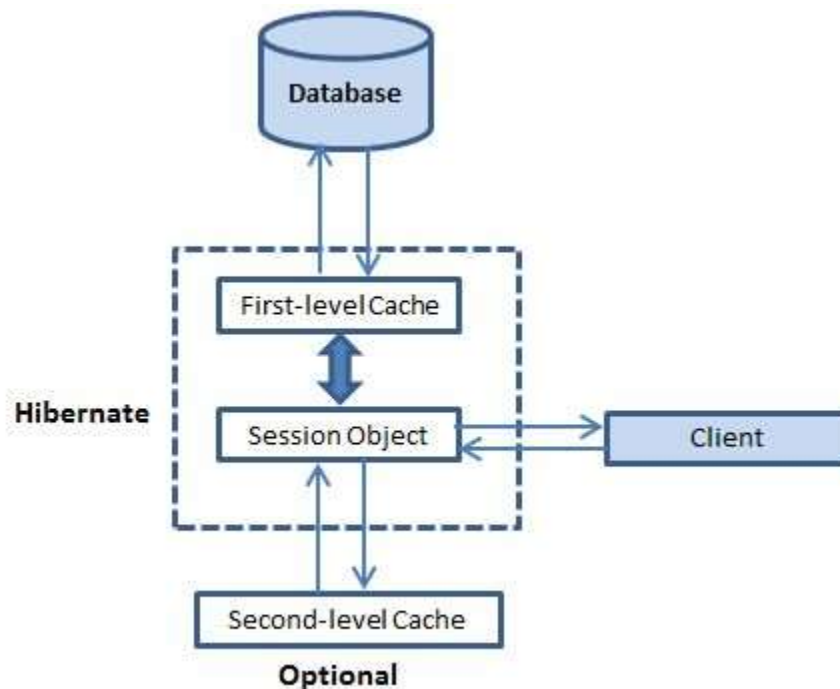 Database
First-level Cache
Hibernate
Session Object
Client
Second-level Cache
Optional